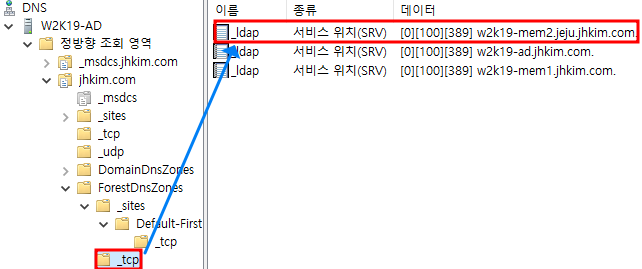 DNS
W2K19-AD
정방향 조회 영역
_msdcs.jhkim.com
jhkim.com
_msdcs
_sites
_tcp
_udp
DomainDnsZones
ForestDnsZones
_sites
Default-First
_tcp
_tcp
이름 종류 데이터
_ldap 서비스 위치(SRV) [0][100][389] w2k19-mem2.jeju.jhkim.com.
_ldap 서비스 위치(SRV) [0][100][389] w2k19-ad.jhkim.com.
_ldap 서비스 위치(SRV) [0][100][389] w2k19-mem1.jhkim.com.